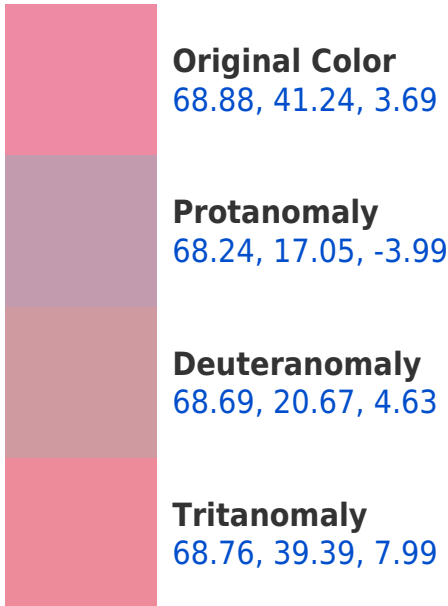 Original Color
68.88, 41.24, 3.69
Protanomaly
68.24, 17.05, -3.99
Deuteranomaly
68.69, 20.67, 4.63
Tritanomaly
68.76, 39.39, 7.99